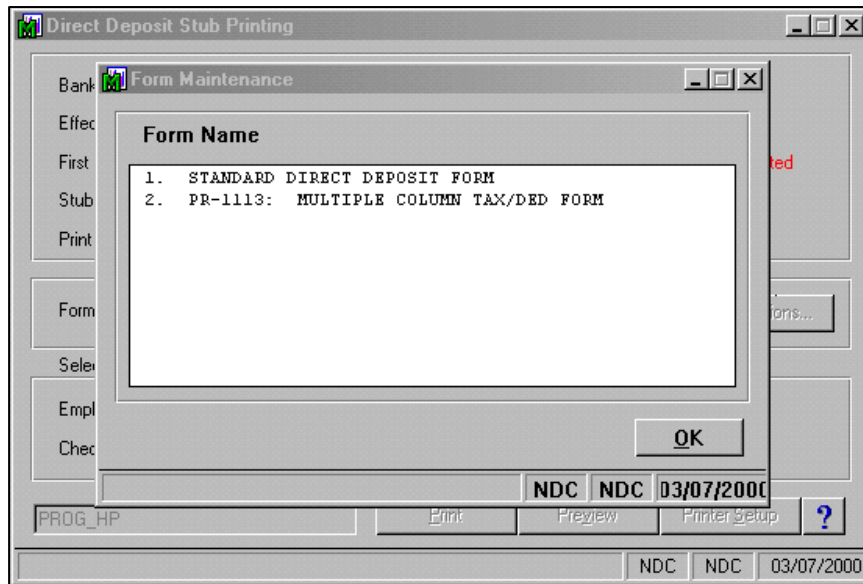 Direct Deposit Stub Printing
Form Maintenance
Bank
Effec
First
ted
Stub
Print
Form Name
1. STANDARD DIRECT DEPOSIT FORM
2. PR-1113: MULTIPLE COLUMN TAX/DED FORM
Form
ions...
Selec
Empl
Chec
OK
NDC NDC 03/07/2000
PROG_HP
Print Preview Printer Setup ?
NDC NDC 03/07/2000